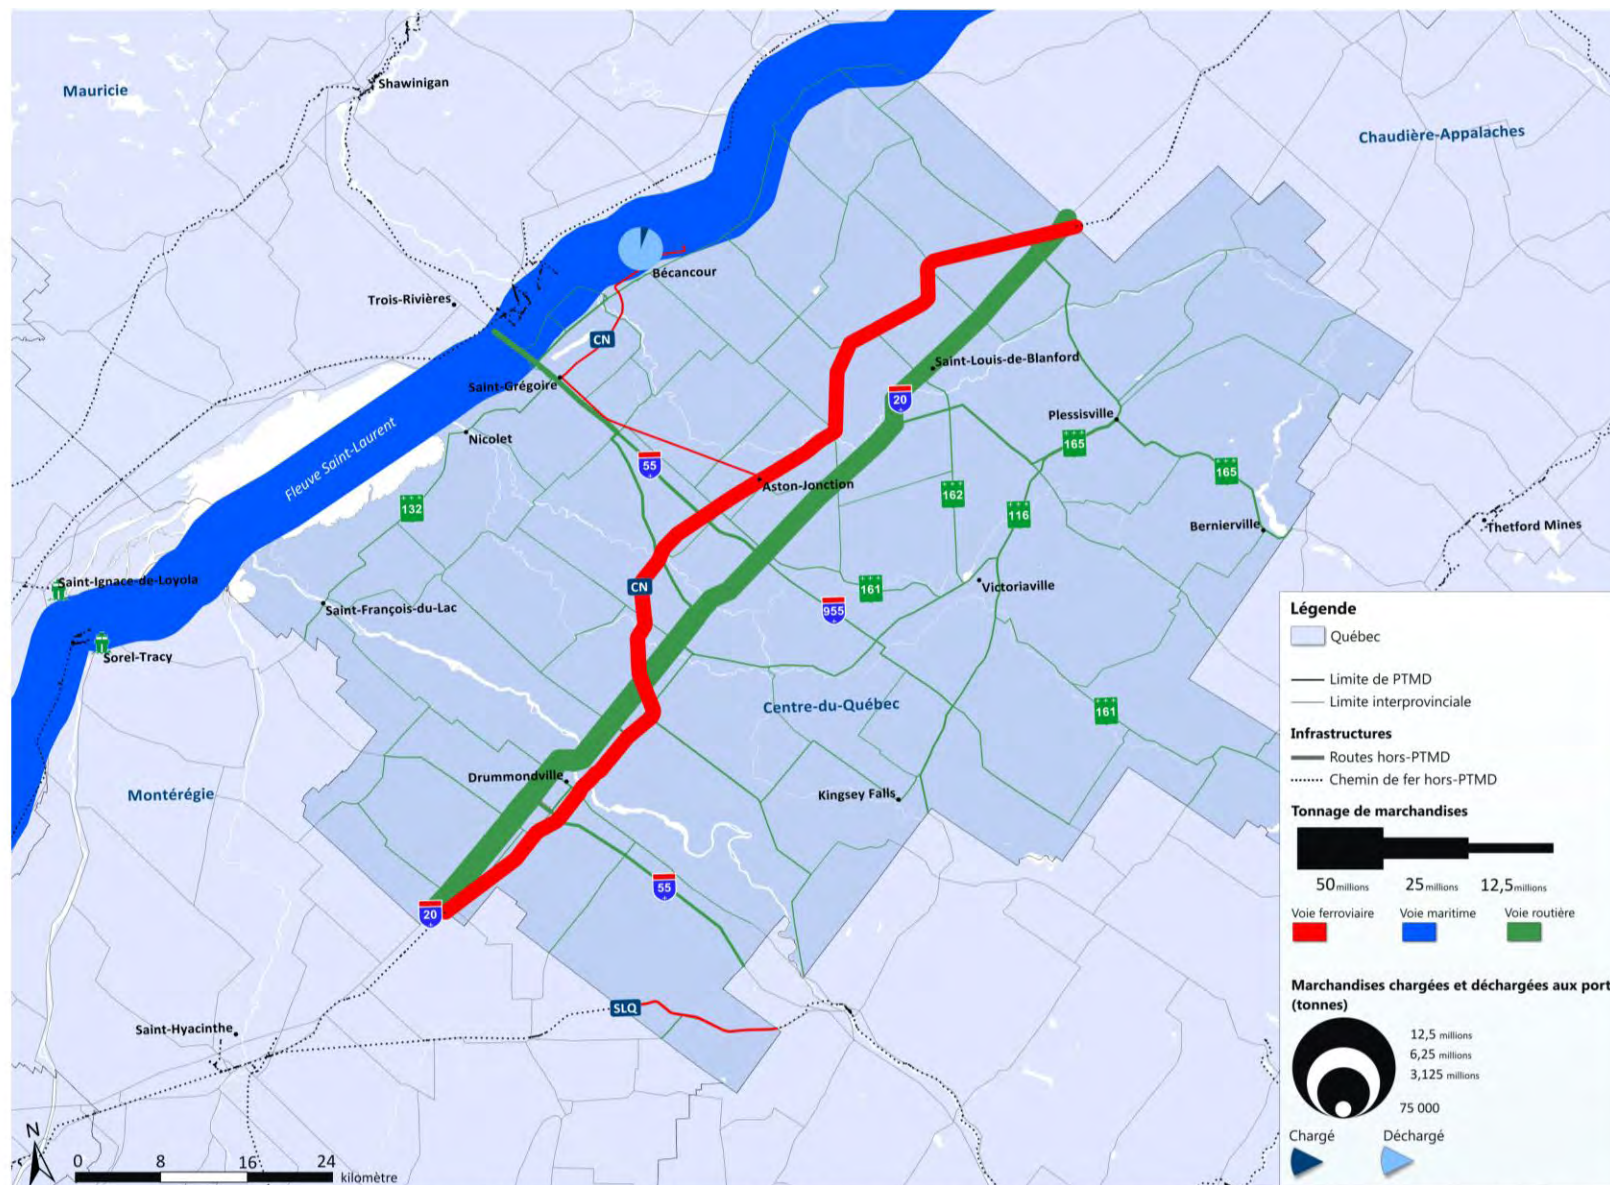 Mauricie
Shawinigan
Chaudière-Appalaches
Bécancour
Trois-Rivières
CN
Saint-Grégoire
Saint-Louis-de-Blanford
20
Plessisville
165
Nicolet
Fleuve Saint-Laurent
55
Aston-Jonction
162
165
132
116
Bernierville
Thetford Mines
Saint-Ignace-de-Loyola
CN
161
Victoriaville
Saint-François-du-Lac
955
Sorel-Tracy
Centre-du-Québec
161
Drummondville
Kingsey Falls
Montérégie
55
20
SLQ
Saint-Hyacinthe
N
0 8 16 24
kilomètre
Légende
Québec
Limite de PTMD
Limite interprovinciale
Infrastructures
Routes hors-PTMD
Chemin de fer hors-PTMD
Tonnage de marchandises
50 millions 25 millions 12,5 millions
Voie ferroviaire Voie maritime Voie routière
Marchandises chargées et déchargées aux port
(tonnes)
12,5 millions
6,25 millions
3,125 millions
75 000
Chargé Déchargé